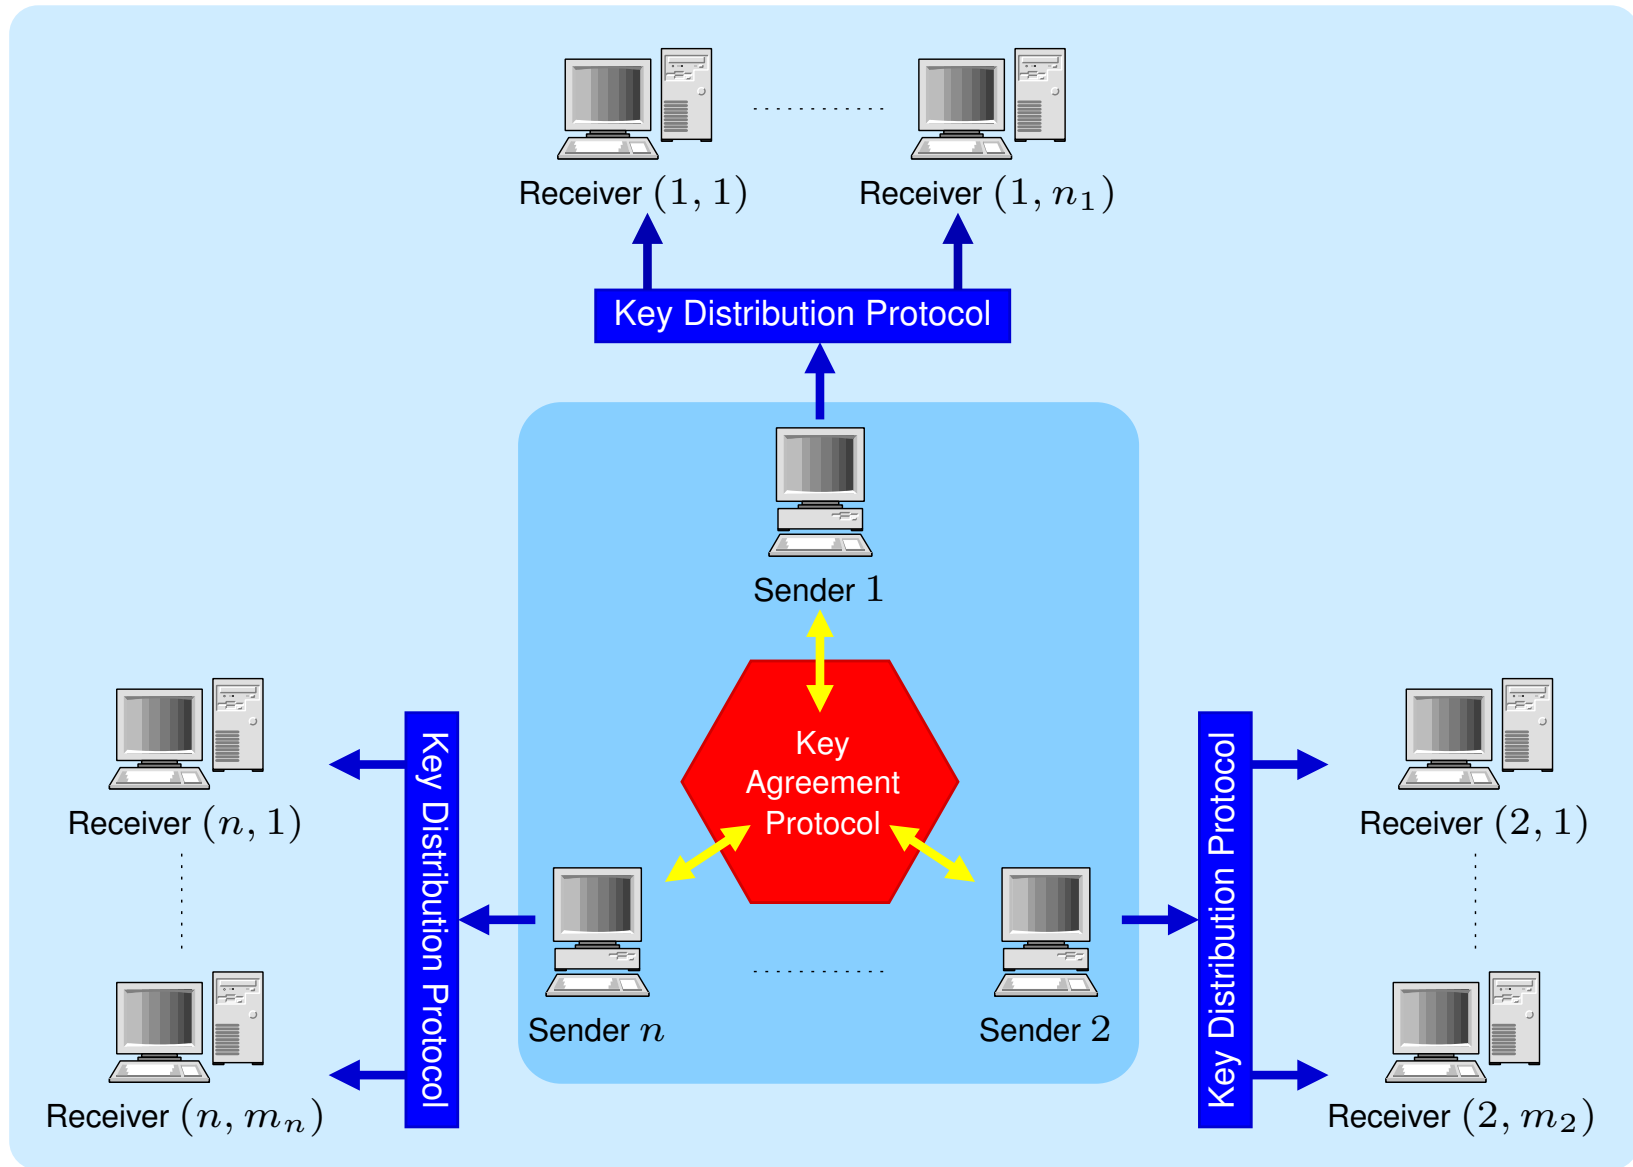 Receiver (1, 1)
Receiver (1, n₁)
Key Distribution Protocol
Sender 1
Key
Agreement
Protocol
Key Distribution Protocol
Key Distribution Protocol
Receiver (n, 1)
Receiver (2, 1)
Sender n
Sender 2
Receiver (n, mₙ)
Receiver (2, m₂)